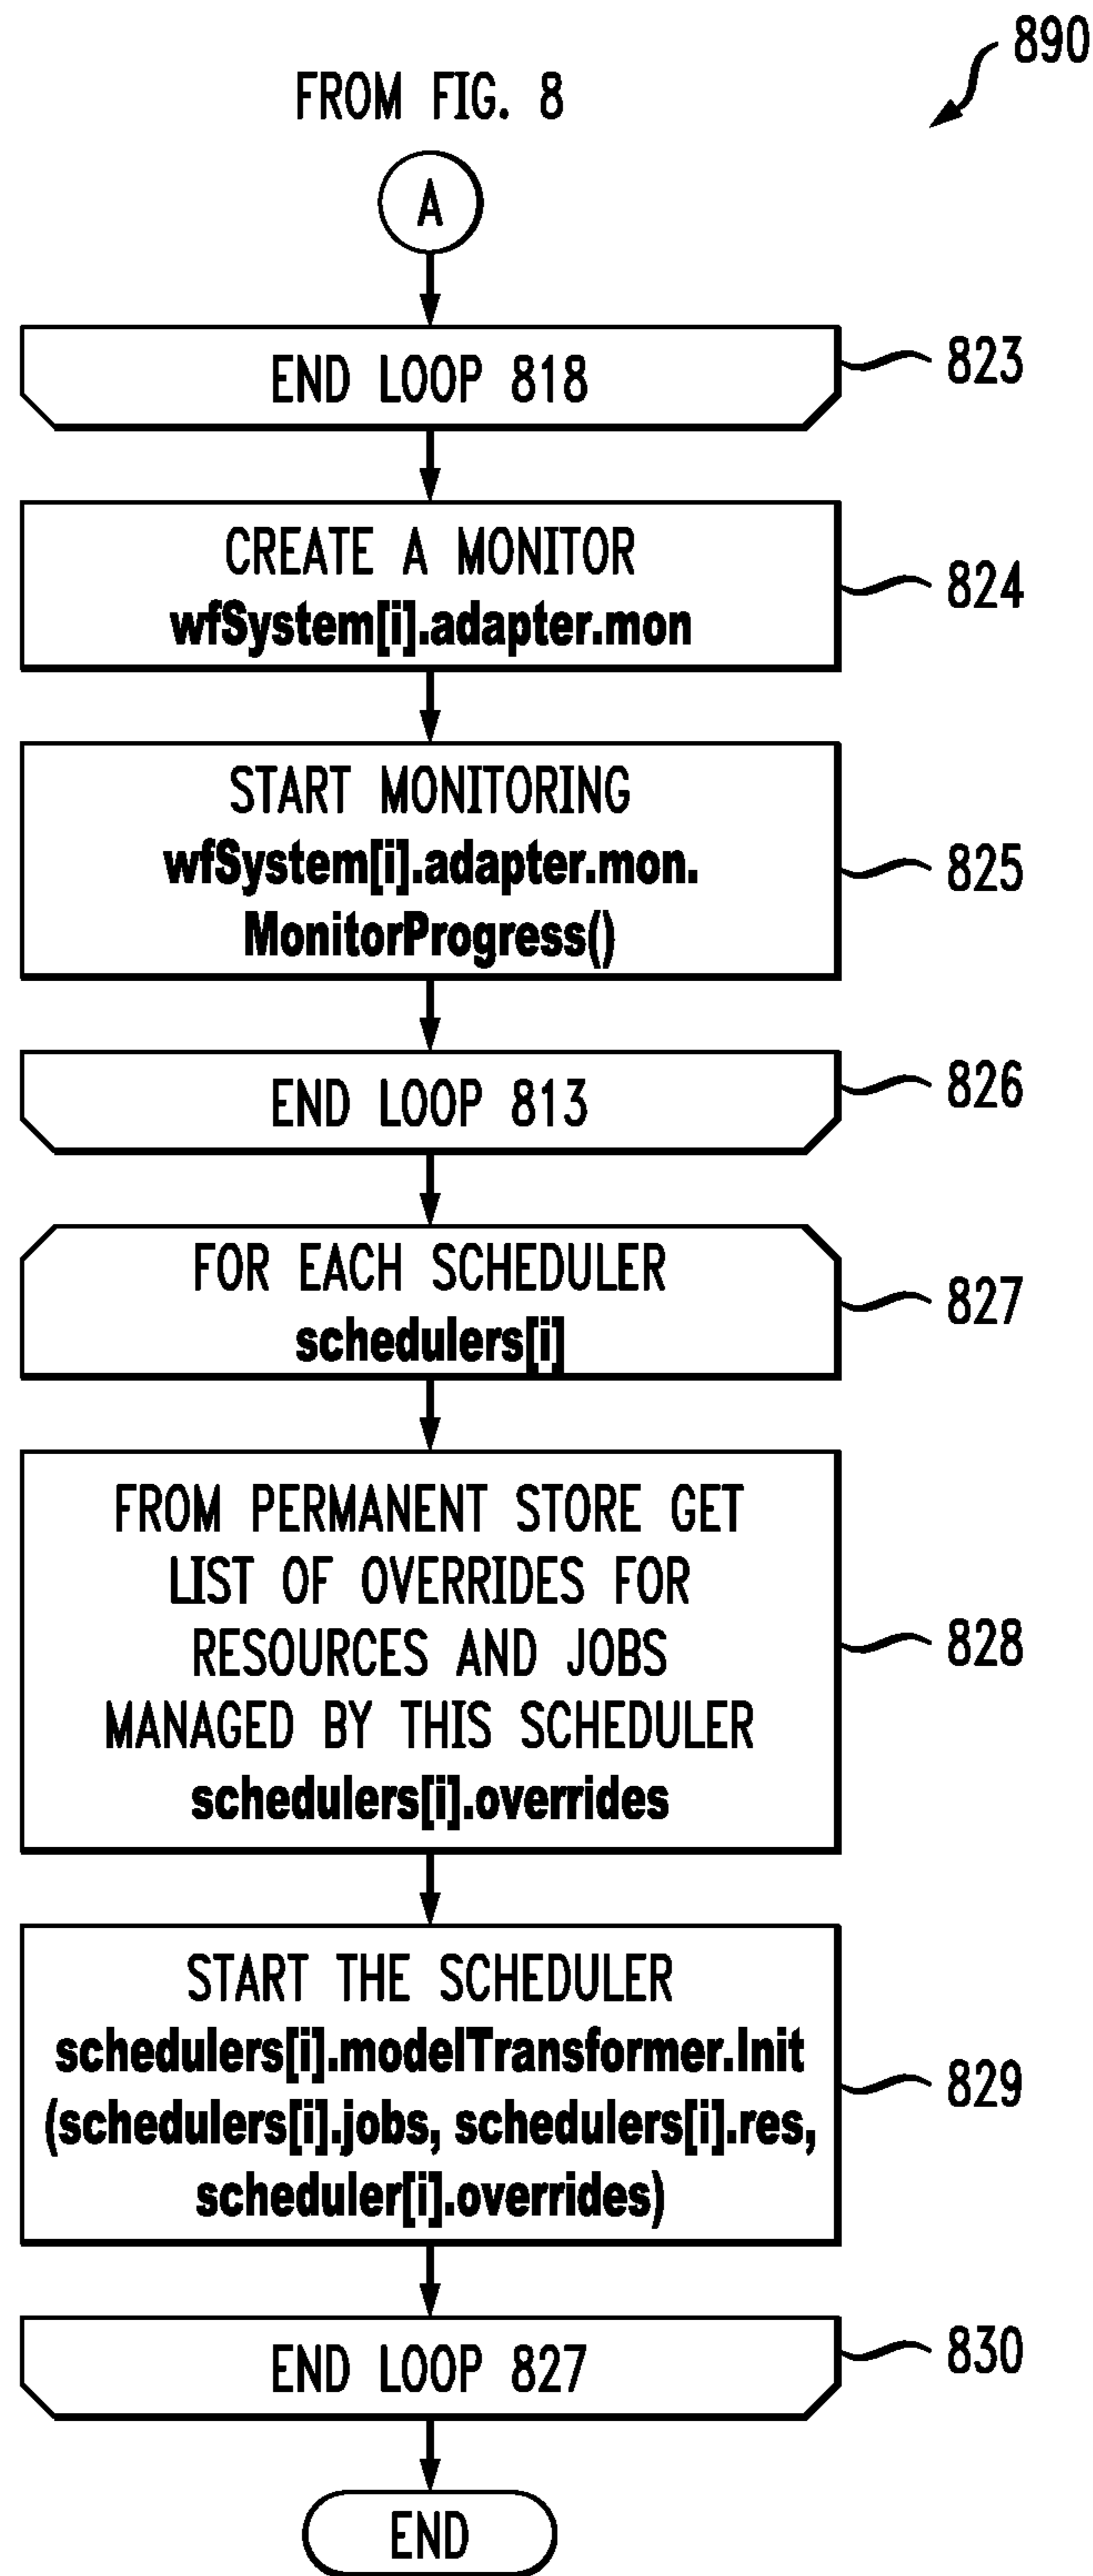 890
FROM FIG. 8
A
END LOOP 818
823
CREATE A MONITOR
wfSystem[i].adapter.mon
824
START MONITORING
wfSystem[i].adapter.mon.
MonitorProgress()
825
END LOOP 813
826
FOR EACH SCHEDULER
schedulers[i]
827
FROM PERMANENT STORE GET
LIST OF OVERRIDES FOR
RESOURCES AND JOBS
MANAGED BY THIS SCHEDULER
schedulers[i].overrides
828
START THE SCHEDULER
schedulers[i].modelTransformer.Init
(schedulers[i].jobs, schedulers[i].res,
scheduler[i].overrides)
829
END LOOP 827
830
END